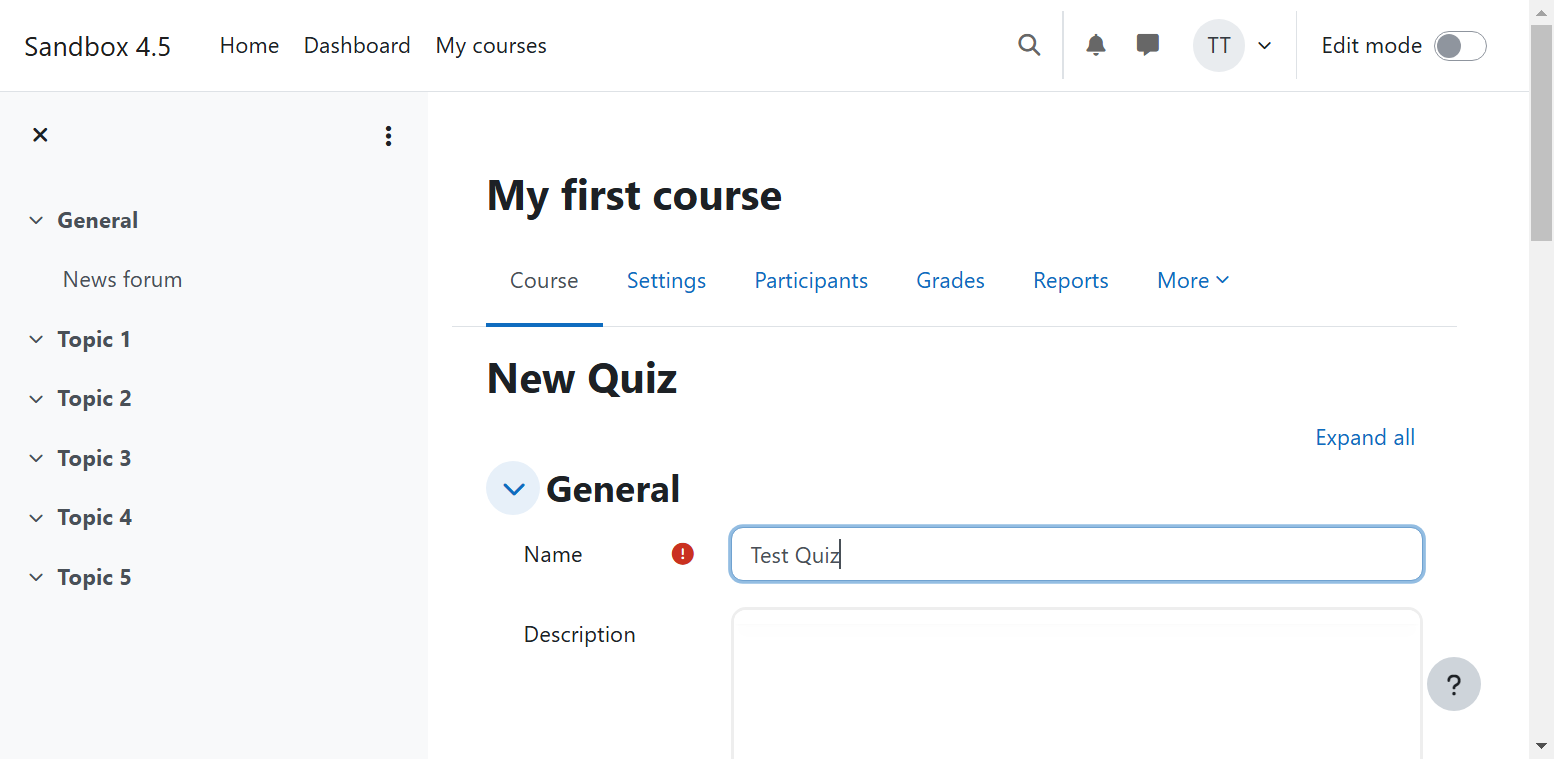 Sandbox 4.5 Home Dashboard My courses TT Edit mode
General
News forum
Topic 1
Topic 2
Topic 3
Topic 4
Topic 5
My first course
Course Settings Participants Grades Reports More
New Quiz
Expand all
General
Name ! Test Quiz
Description
?